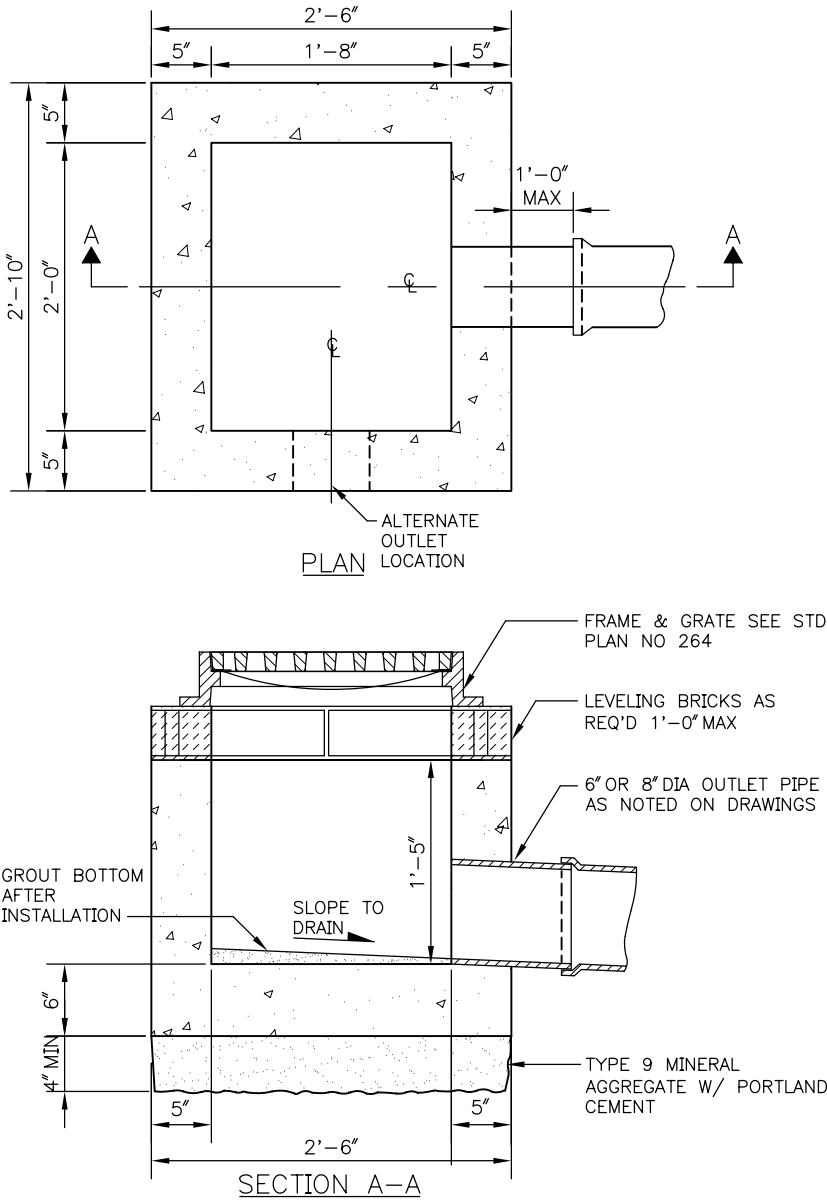 2'-6"
5" 1'-8" 5"
5"
1'-0"
MAX
A A
2'-10"
2'-0"
℄
℄
5"
ALTERNATE
OUTLET
LOCATION
PLAN
FRAME & GRATE SEE STD
PLAN NO 264
LEVELING BRICKS AS
REQ'D 1'-0" MAX
6" OR 8" DIA OUTLET PIPE
AS NOTED ON DRAWINGS
1'-5"
GROUT BOTTOM
AFTER
INSTALLATION
SLOPE TO
DRAIN
6"
4" MIN
TYPE 9 MINERAL
AGGREGATE W/ PORTLAND
CEMENT
5" 5"
2'-6"
SECTION A-A